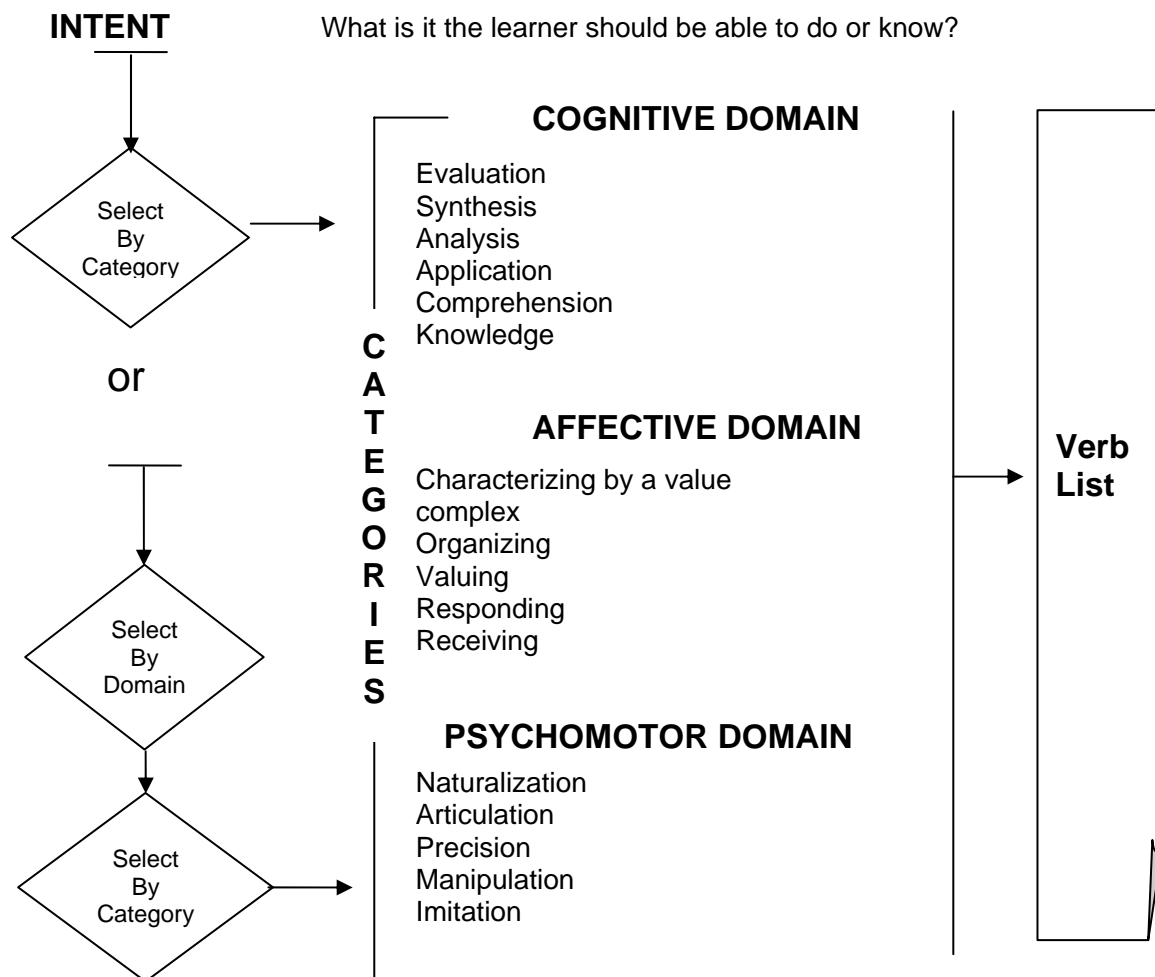 INTENT
What is it the learner should be able to do or know?
Select
By
Category
or
Select
By
Domain
Select
By
Category
C
A
T
E
G
O
R
I
E
S
COGNITIVE DOMAIN
Evaluation
Synthesis
Analysis
Application
Comprehension
Knowledge
AFFECTIVE DOMAIN
Characterizing by a value
complex
Organizing
Valuing
Responding
Receiving
PSYCHOMOTOR DOMAIN
Naturalization
Articulation
Precision
Manipulation
Imitation
Verb
List